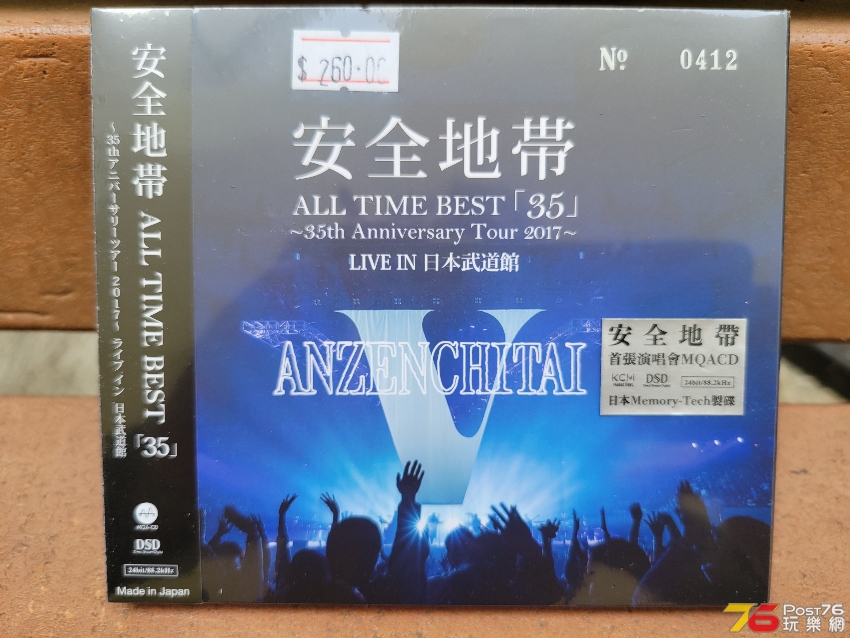 安全地帯 ALL TIME BEST「35」
～35thアニバーサリーツアー2017～ ライブ イン 日本武道館
MQA-CD
DSD
24bit/88.2kHz
Made in Japan
$ 260.00
№ 0412
安全地帯
ALL TIME BEST「35」
~35th Anniversary Tour 2017~
LIVE IN 日本武道館
V
ANZENCHITAI
安全地帶
首張演唱會MQACD
KCM DSD 24bit/88.2kHz
日本Memory-Tech製碟
76 Post76
玩樂網